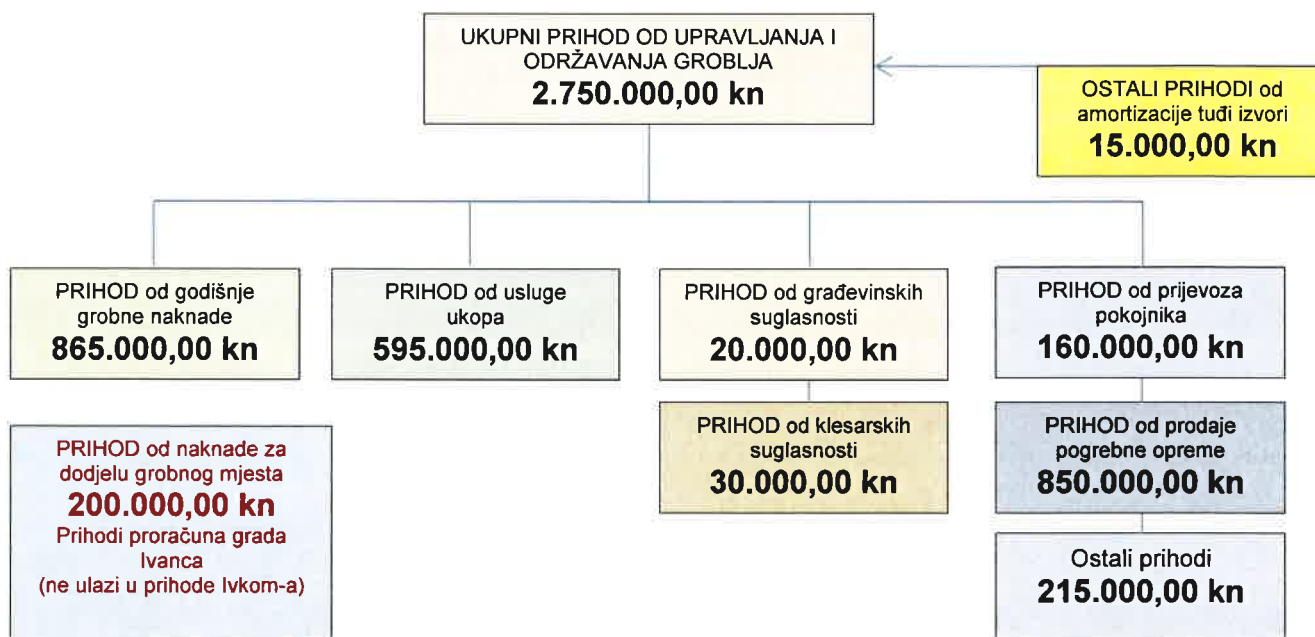 UKUPNI PRIHOD OD UPRAVLJANJA I
ODRŽAVANJA GROBLJA
2.750.000,00 kn
OSTALI PRIHODI od
amortizacije tuđi izvori
15.000,00 kn
PRIHOD od godišnje
grobne naknade
865.000,00 kn
PRIHOD od usluge
ukopa
595.000,00 kn
PRIHOD od građevinskih
suglasnosti
20.000,00 kn
PRIHOD od prijevoza
pokojnika
160.000,00 kn
PRIHOD od naknade za
dodjelu grobnog mjesta
200.000,00 kn
Prihodi proračuna grada
Ivanca
(ne ulazi u prihode Ivkom-a)
PRIHOD od klesarskih
suglasnosti
30.000,00 kn
PRIHOD od prodaje
pogrebne opreme
850.000,00 kn
Ostali prihodi
215.000,00 kn